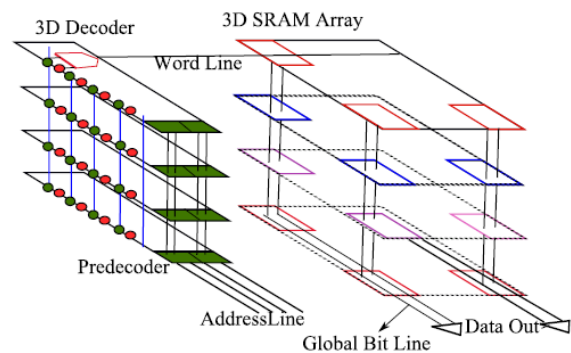 3D Decoder
3D SRAM Array
Word Line
Predecoder
AddressLine
Global Bit Line
Data Out